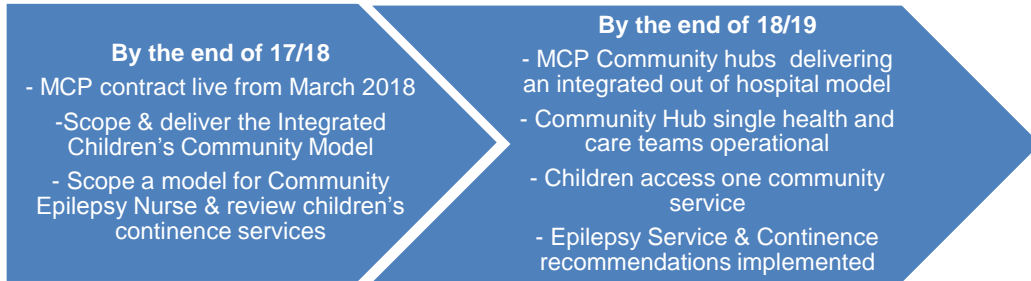 By the end of 17/18
- MCP contract live from March 2018
-Scope & deliver the Integrated
Children’s Community Model
- Scope a model for Community
Epilepsy Nurse & review children’s
continence services
By the end of 18/19
- MCP Community hubs delivering
an integrated out of hospital model
- Community Hub single health and
care teams operational
- Children access one community
service
- Epilepsy Service & Continence
recommendations implemented